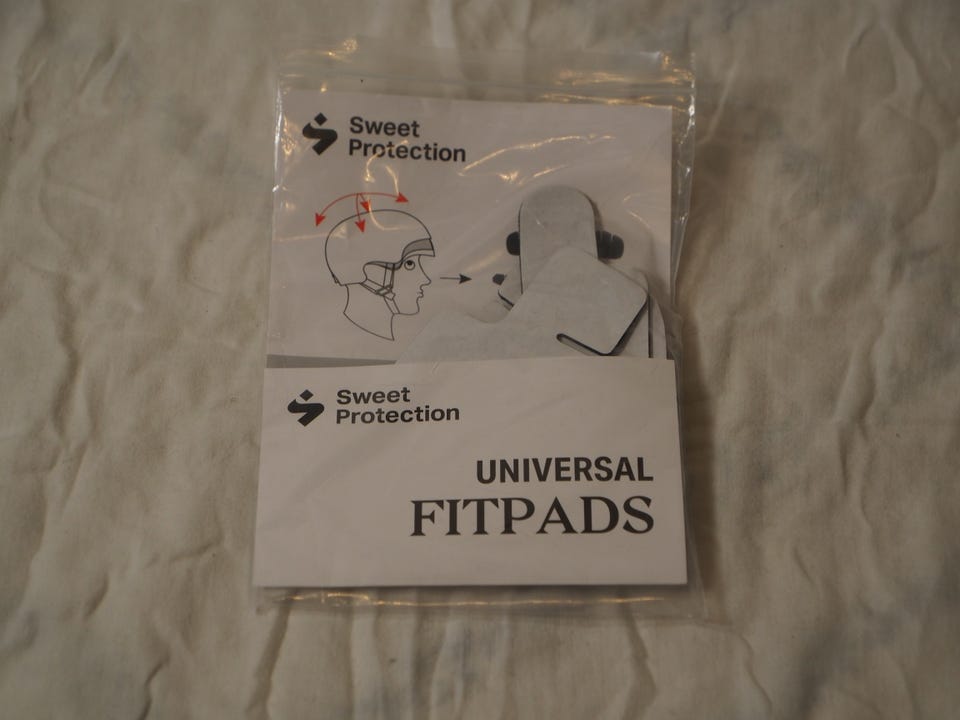 Sweet
Protection
Sweet
Protection
UNIVERSAL
FITPADS